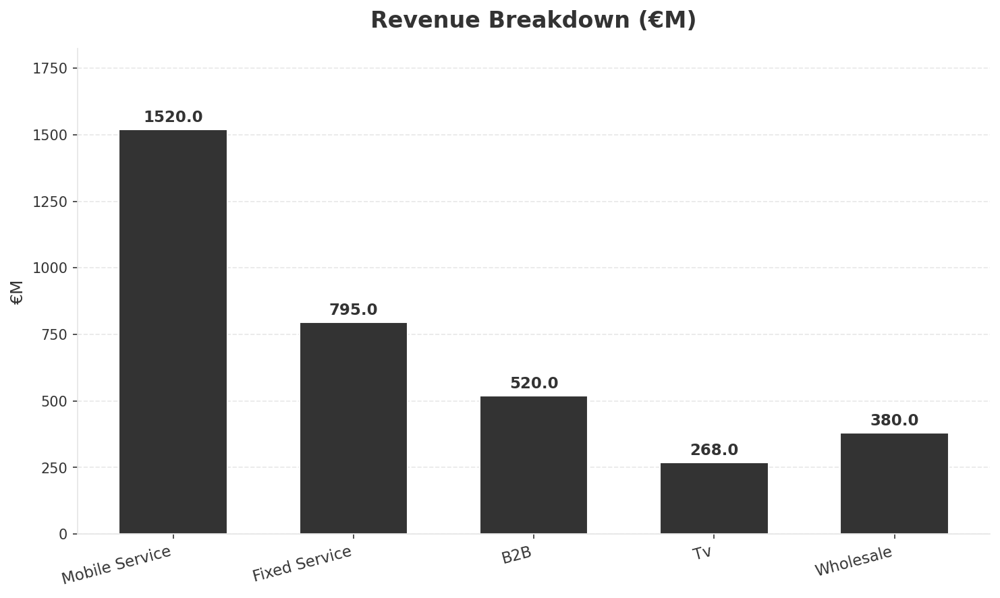 Revenue Breakdown (€M)
€M
1750
1500
1250
1000
750
500
250
0
1520.0
795.0
520.0
268.0
380.0
Mobile Service
Fixed Service
B2B
Tv
Wholesale